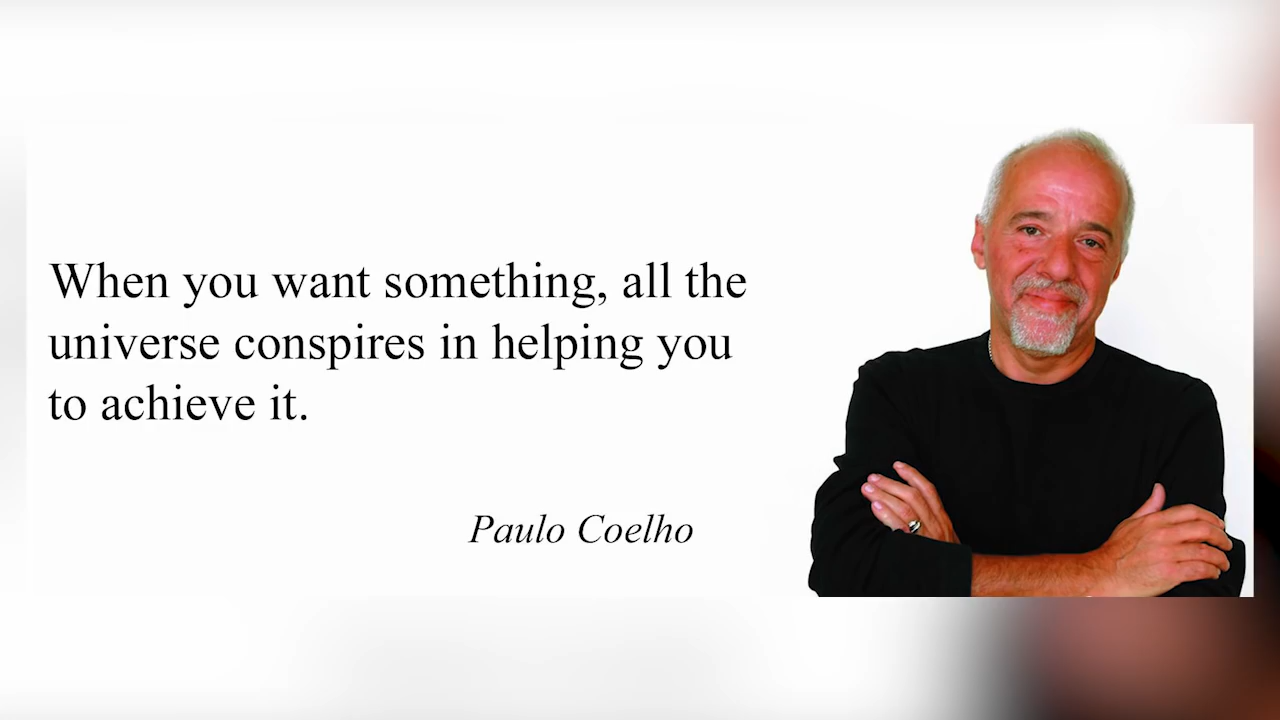 When you want something, all the
universe conspires in helping you
to achieve it.
Paulo Coelho